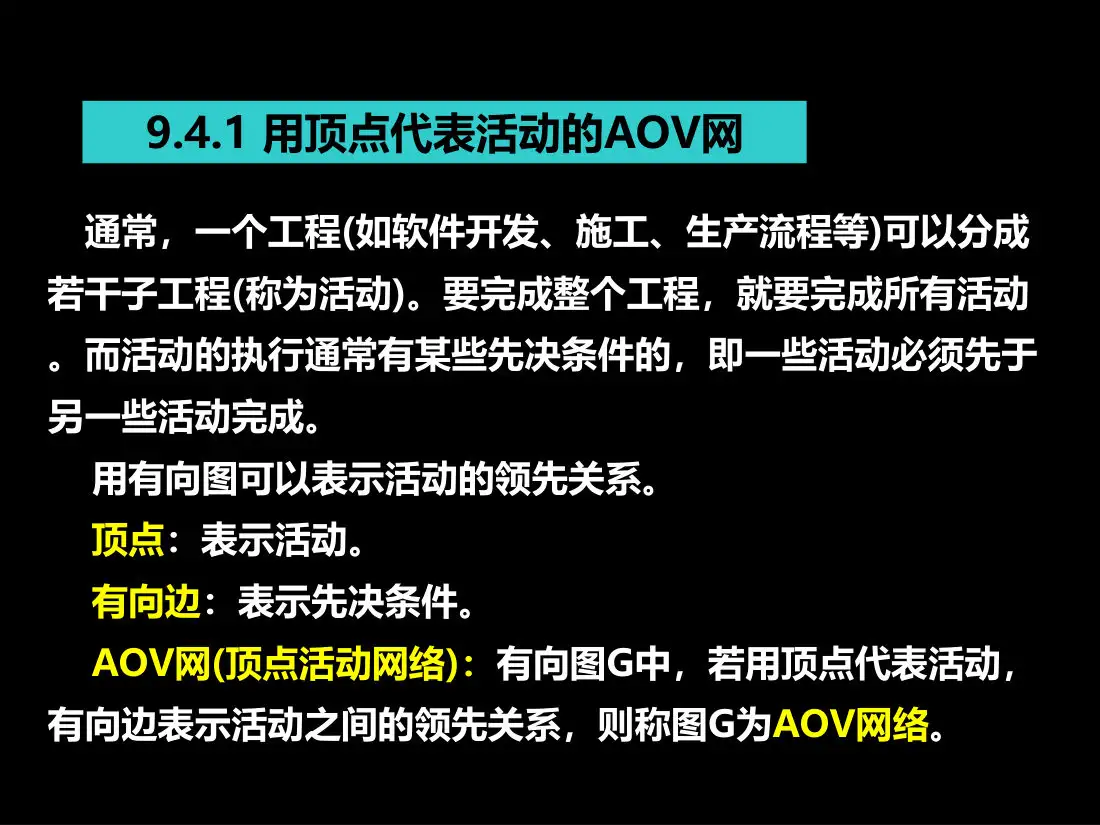 9.4.1 用顶点代表活动的AOV网
通常，一个工程(如软件开发、施工、生产流程等)可以分成
若干子工程(称为活动)。要完成整个工程，就要完成所有活动
。而活动的执行通常有某些先决条件的，即一些活动必须先于
另一些活动完成。
用有向图可以表示活动的领先关系。
顶点：表示活动。
有向边：表示先决条件。
AOV网(顶点活动网络)：有向图G中，若用顶点代表活动，
有向边表示活动之间的领先关系，则称图G为AOV网络。